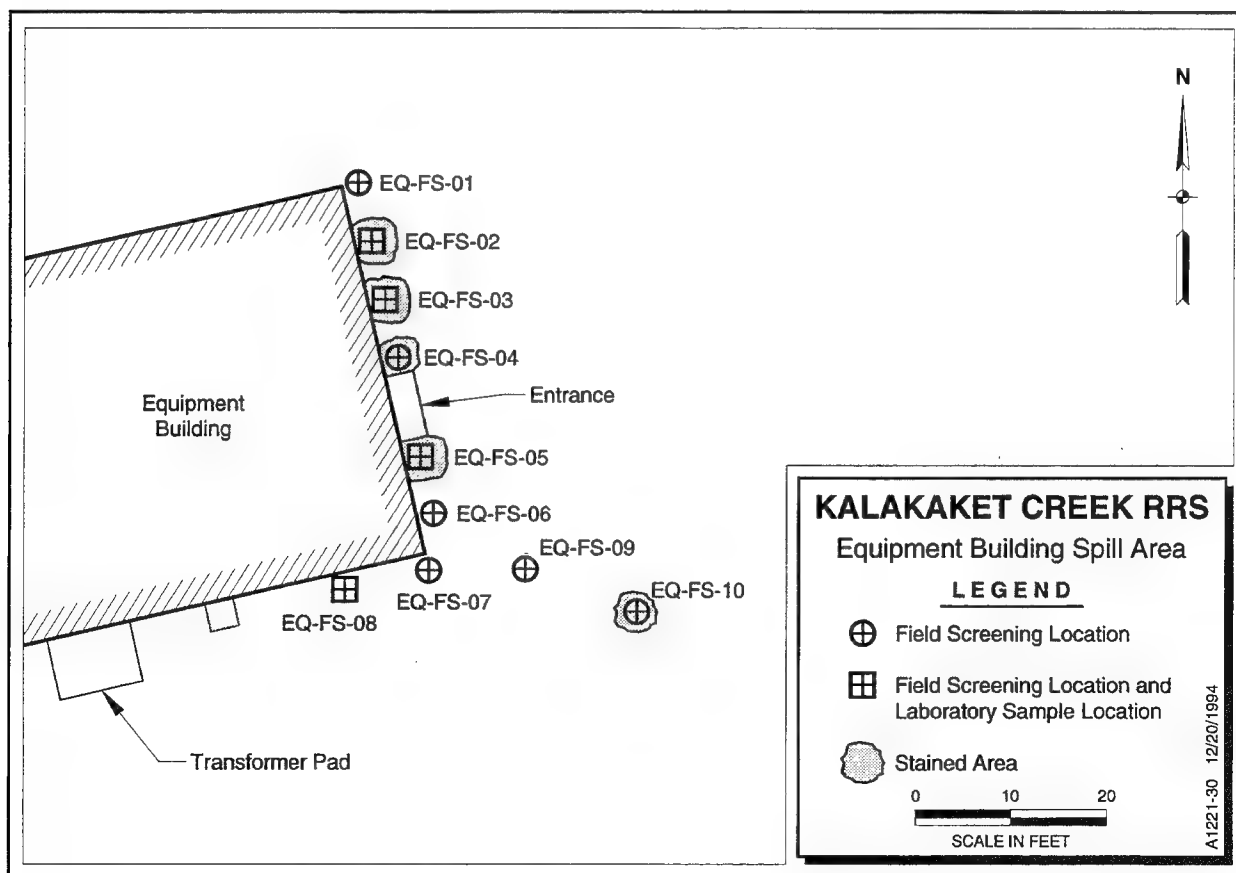 N
EQ-FS-01
EQ-FS-02
EQ-FS-03
EQ-FS-04
Entrance
Equipment
Building
EQ-FS-05
EQ-FS-06
EQ-FS-09
EQ-FS-07
EQ-FS-10
EQ-FS-08
Transformer Pad
KALAKAKET CREEK RRS
Equipment Building Spill Area
LEGEND
Field Screening Location
Field Screening Location and
Laboratory Sample Location
Stained Area
0 10 20
SCALE IN FEET
A1221-30 12/20/1994